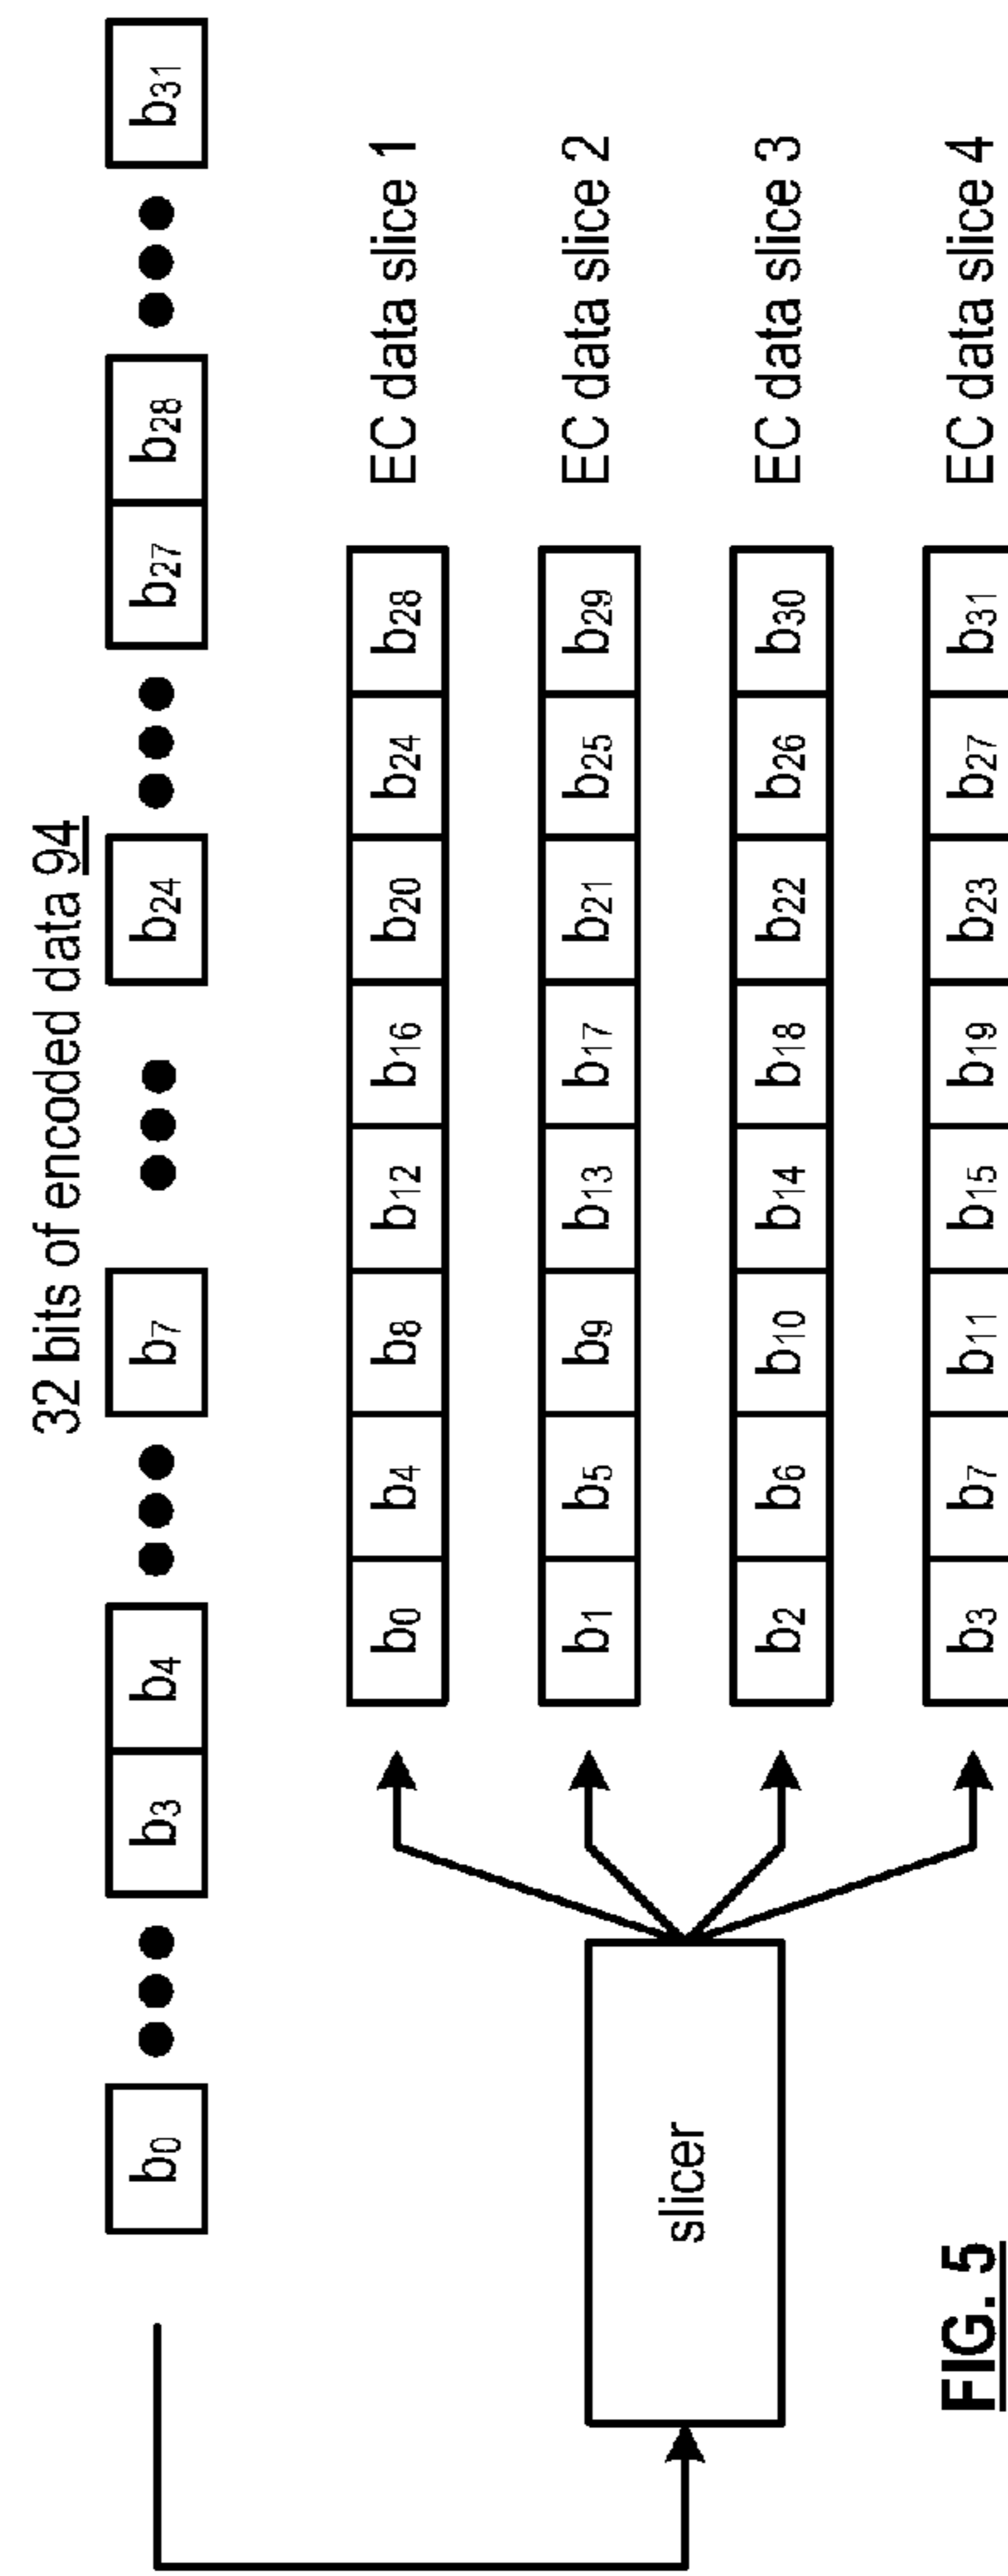 32 bits of encoded data 94
b0 b3 b4 b7 b24 b27 b28 b31
b0 b4 b8 b12 b16 b20 b24 b28 EC data slice 1
b1 b5 b9 b13 b17 b21 b25 b29 EC data slice 2
slicer
b2 b6 b10 b14 b18 b22 b26 b30 EC data slice 3
b3 b7 b11 b15 b19 b23 b27 b31 EC data slice 4
FIG. 5